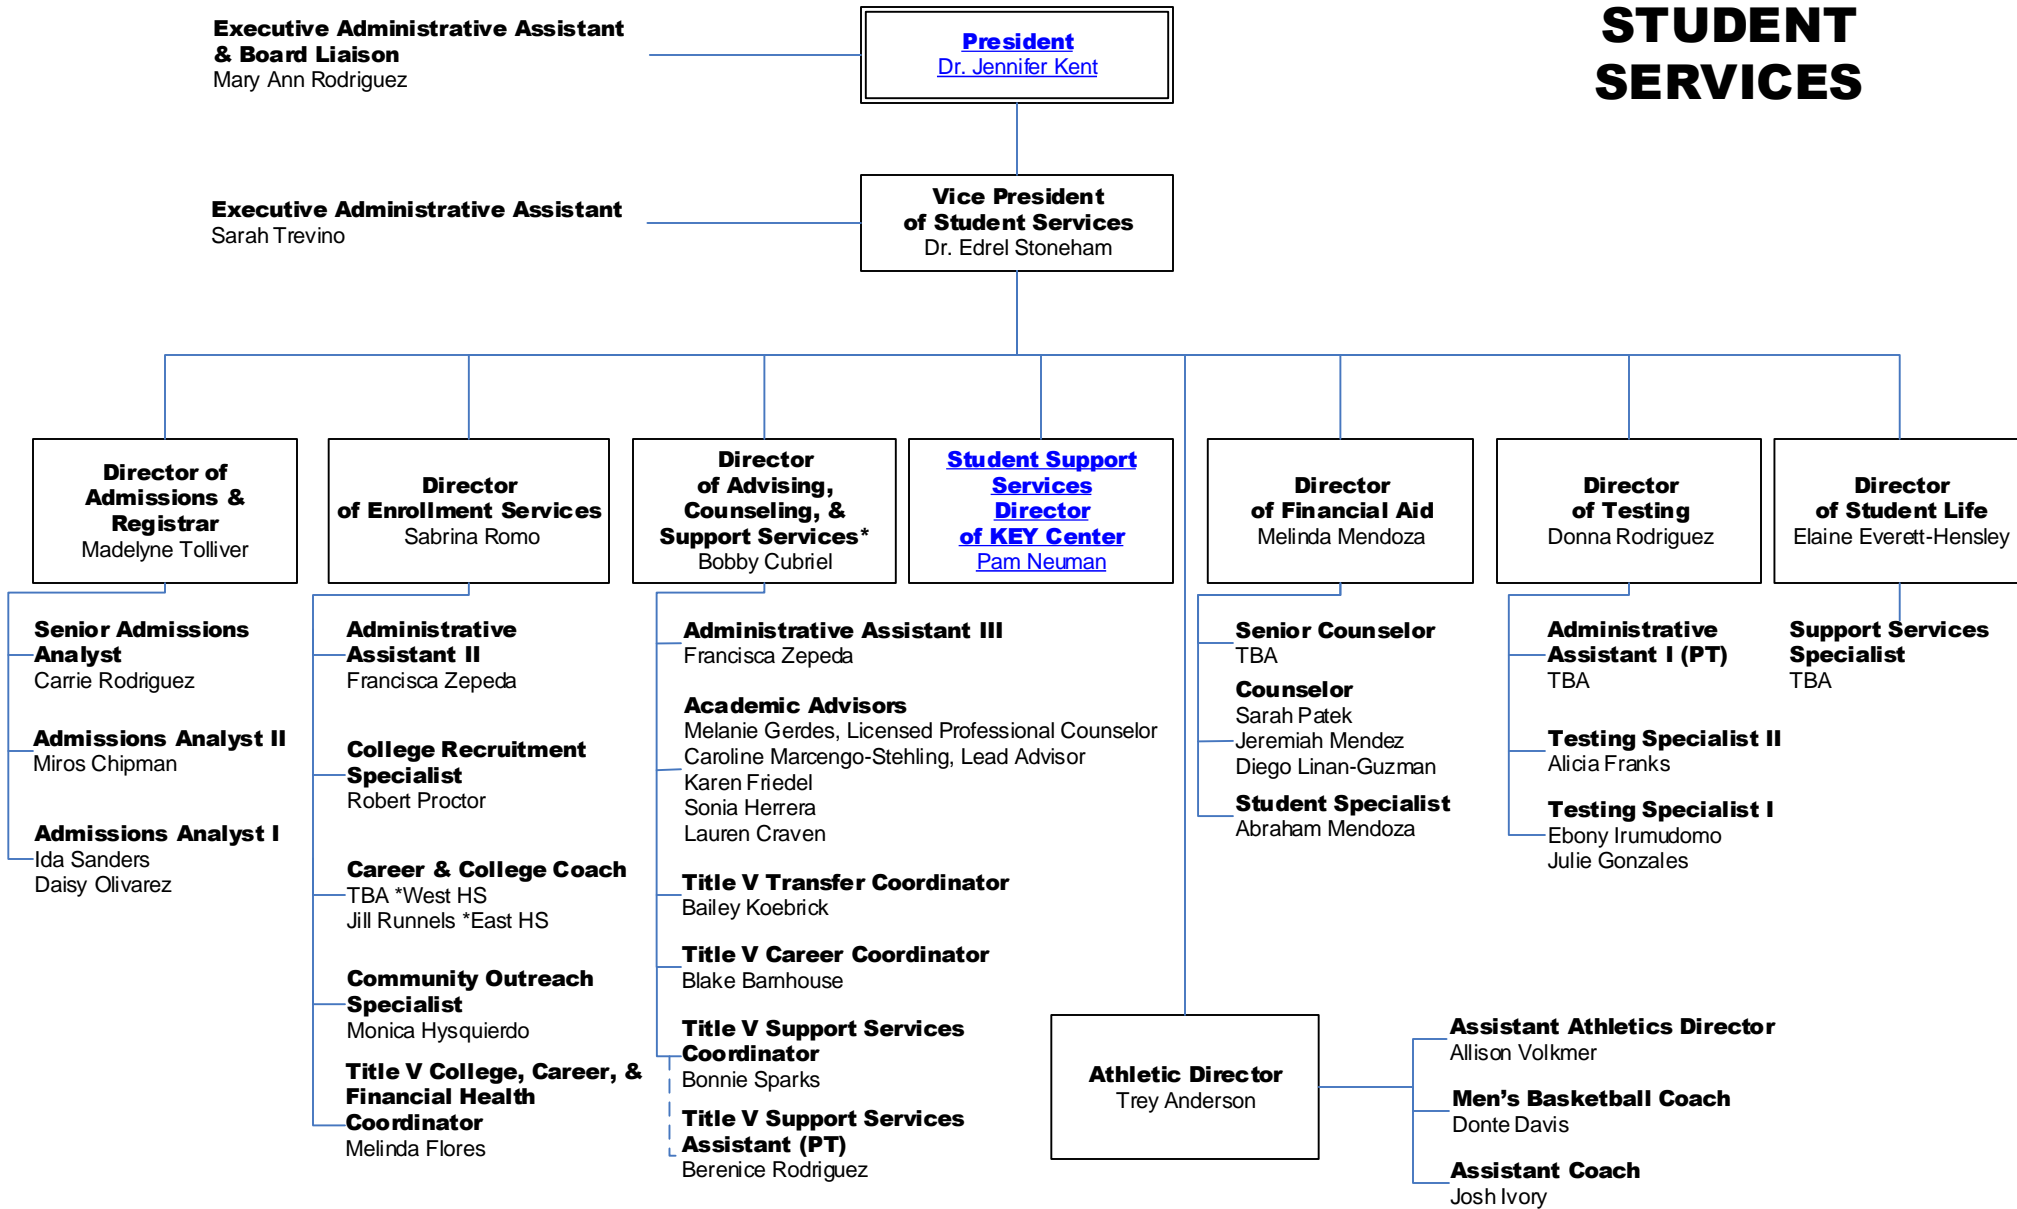 STUDENT
SERVICES
Executive Administrative Assistant
& Board Liaison
Mary Ann Rodriguez
President
Dr. Jennifer Kent
Executive Administrative Assistant
Sarah Trevino
Vice President
of Student Services
Dr. Edrel Stoneham
Director of
Admissions &
Registrar
Madelyne Tolliver
Senior Admissions
Analyst
Carrie Rodriguez
Admissions Analyst II
Miros Chipman
Admissions Analyst I
Ida Sanders
Daisy Olivarez
Director
of Enrollment Services
Sabrina Romo
Administrative
Assistant II
Francisca Zepeda
College Recruitment
Specialist
Robert Proctor
Career & College Coach
TBA *West HS
Jill Runnels *East HS
Community Outreach
Specialist
Monica Hysquierdo
Title V College, Career, &
Financial Health
Coordinator
Melinda Flores
Director
of Advising,
Counseling, &
Support Services*
Bobby Cubriel
Administrative Assistant III
Francisca Zepeda
Academic Advisors
Melanie Gerdes, Licensed Professional Counselor
Caroline Marcengo-Stehling, Lead Advisor
Karen Friedel
Sonia Herrera
Lauren Craven
Title V Transfer Coordinator
Bailey Koebrick
Title V Career Coordinator
Blake Barnhouse
Title V Support Services
Coordinator
Bonnie Sparks
Title V Support Services
Assistant (PT)
Berenice Rodriguez
Student Support
Services
Director
of KEY Center
Pam Neuman
Director
of Financial Aid
Melinda Mendoza
Senior Counselor
TBA
Counselor
Sarah Patek
Jeremiah Mendez
Diego Linan-Guzman
Student Specialist
Abraham Mendoza
Director
of Testing
Donna Rodriguez
Administrative
Assistant I (PT)
TBA
Testing Specialist II
Alicia Franks
Testing Specialist I
Ebony Irumudomo
Julie Gonzales
Director
of Student Life
Elaine Everett-Hensley
Support Services
Specialist
TBA
Athletic Director
Trey Anderson
Assistant Athletics Director
Allison Volkmer
Men's Basketball Coach
Donte Davis
Assistant Coach
Josh Ivory